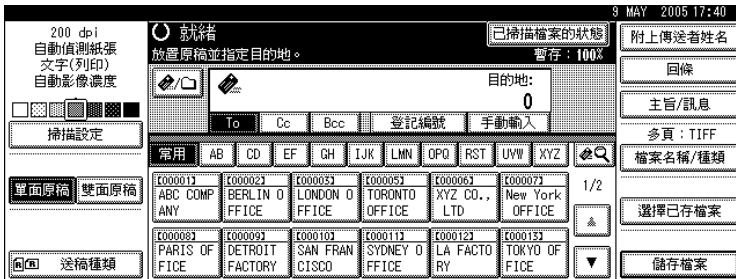 9 MAY 2005 17:40
200 dpi
自動偵測紙張
文字(列印)
自動影像濃度
掃描設定
單面原稿 雙面原稿
送稿種類
就緒
已掃描檔案的狀態
放置原稿並指定目的地。
暫存:100%
目的地:
0
To Cc Bcc 登記編號 手動輸入
常用 AB CD EF GH IJK LMN OPQ RST UVW XYZ
[00001] [00002] [00003] [00005] [00006] [00007]
ABC COMP BERLIN O LONDON O TORONTO XYZ CO., New York
ANY FFICE FFICE OFFICE LTD OFFICE
1/2
[00008] [00009] [00010] [00011] [00012] [00013]
PARIS OF DETROIT SAN FRAN SYDNEY O LA FACTO TOKYO OF
FICE FACTORY CISCO FFICE RY FICE
附上傳送者姓名
回條
主旨/訊息
多頁:TIFF
檔案名稱/種類
選擇已存檔案
儲存檔案